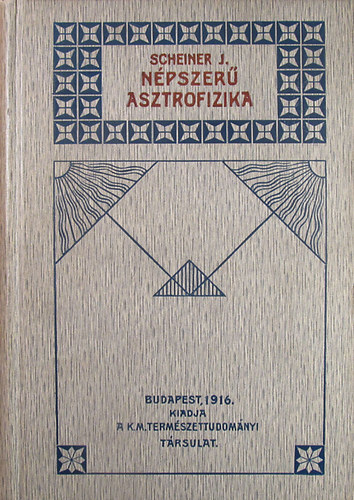 SCHEINER J.
NÉPSZERŰ
ASZTROFIZIKA
BUDAPEST, 1916.
KIADJA
A K.M. TERMÉSZETTUDOMÁNYI
TÁRSULAT.